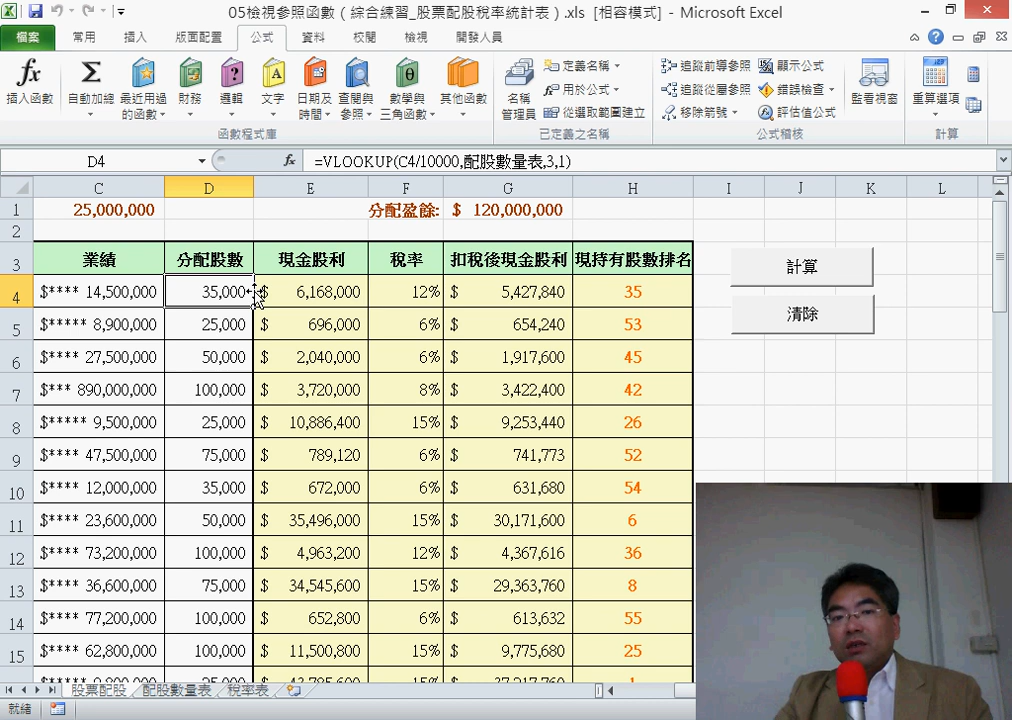 05檢視參照函數（綜合練習_股票配股稅率統計表）.xls [相容模式] - Microsoft Excel
檔案 常用 插入 版面配置 公式 資料 校閱 檢視 開發人員
插入函數 自動加總 最近用過的函數 財務 邏輯 文字 日期及時間 查閱與參照 數學與三角函數 其他函數
名稱管理員 定義名稱 用於公式 從選取範圍建立
追蹤前導參照 追蹤從屬參照 移除箭號 顯示公式 錯誤檢查 評估值公式 監看視窗 重算選項
函數程式庫 已定義之名稱 公式稽核 計算
D4 fx =VLOOKUP(C4/10000,配股數量表,3,1)
C D E F G H I J K L
1 25,000,000 分配盈餘: $ 120,000,000
2
3 業績 分配股數 現金股利 稅率 扣稅後現金股利 現持有股數排名
計算
4 $**** 14,500,000 35,000 $ 6,168,000 12% $ 5,427,840 35
清除
5 $***** 8,900,000 25,000 $ 696,000 6% $ 654,240 53
6 $**** 27,500,000 50,000 $ 2,040,000 6% $ 1,917,600 45
7 $*** 890,000,000 100,000 $ 3,720,000 8% $ 3,422,400 42
8 $***** 9,500,000 25,000 $ 10,886,400 15% $ 9,253,440 26
9 $**** 47,500,000 75,000 $ 789,120 6% $ 741,773 52
10 $**** 12,000,000 35,000 $ 672,000 6% $ 631,680 54
11 $**** 23,600,000 50,000 $ 35,496,000 15% $ 30,171,600 6
12 $**** 73,200,000 100,000 $ 4,963,200 12% $ 4,367,616 36
13 $**** 36,600,000 75,000 $ 34,545,600 15% $ 29,363,760 8
14 $**** 77,200,000 100,000 $ 652,800 6% $ 613,632 55
15 $**** 62,800,000 100,000 $ 11,500,800 15% $ 9,775,680 25
股票配股 配股數量表 稅率表
就緒